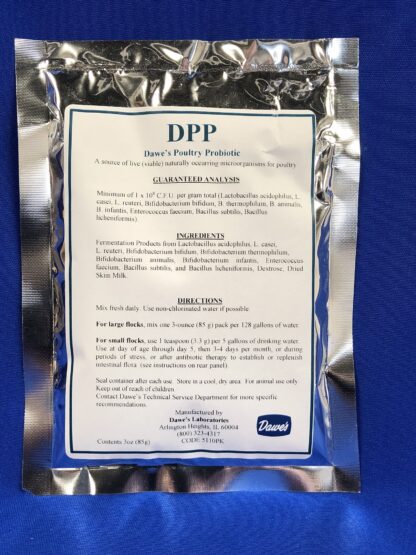 DPP
Dawe's Poultry Probiotic
A source of live (viable) naturally occurring microorganisms for poultry
GUARANTEED ANALYSIS
Minimum of 1 x 10⁸ C.F.U. per gram total (Lactobacillus acidophilus, L.
casei, L. reuteri, Bifidobacterium bifidum, B. thermophilum, B. animalis,
B. infantis, Enterococcus faecium, Bacillus subtilis, Bacillus
licheniformis).
INGREDIENTS
Fermentation Products from Lactobacillus acidophilus, L. casei,
L. reuteri, Bifidobacterium bifidum, Bifidobacterium thermophilum,
Bifidobacterium animalis, Bifidobacterium infantis, Enterococcus
faecium, Bacillus subtilis, and Bacillus licheniformis, Dextrose, Dried
Skim Milk.
DIRECTIONS
Mix fresh daily. Use non-chlorinated water if possible
For large flocks, mix one 3-ounce (85 g) pack per 128 gallons of water.
For small flocks, use 1 teaspoon (3.3 g) per 5 gallons of drinking water.
Use at day of age through day 5, then 3-4 days per month, or during
periods of stress, or after antibiotic therapy to establish or replenish
intestinal flora (see instructions on rear panel).
Seal container after each use. Store in a cool, dry area. For animal use only.
Keep out of reach of children.
Contact Dawe's Technical Service Department for more specific
recommendations.
Manufactured by
Dawe's Laboratories
Arlington Heights, IL 60004
(800) 323-4317
CODE 5110PK
Contents 3oz (85g)
Dawe's